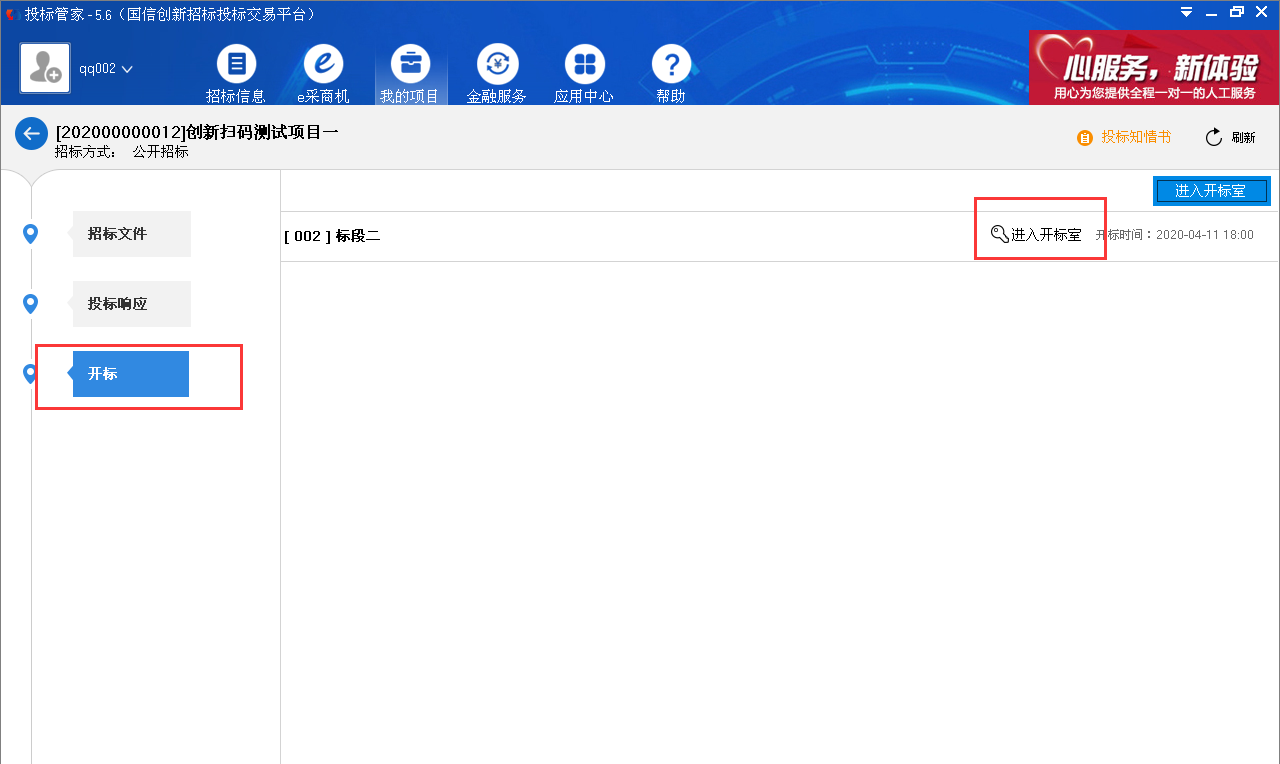 投标管家 - 5.6（国信创新招标投标交易平台）
qq002
招标信息
e采商机
我的项目
金融服务
应用中心
帮助
心服务，新体验
用心为您提供全程一对一的人工服务
[202000000012]创新扫码测试项目一
招标方式： 公开招标
投标知情书
刷新
进入开标室
招标文件
[ 002 ] 标段二
进入开标室
开标时间：2020-04-11 18:00
投标响应
开标